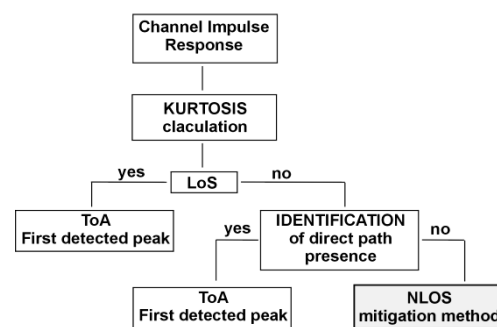 Channel Impulse
Response
KURTOSIS
claculation
yes
LoS
no
ToA
First detected peak
yes
IDENTIFICATION
of direct path
presence
no
ToA
First detected peak
NLOS
mitigation method